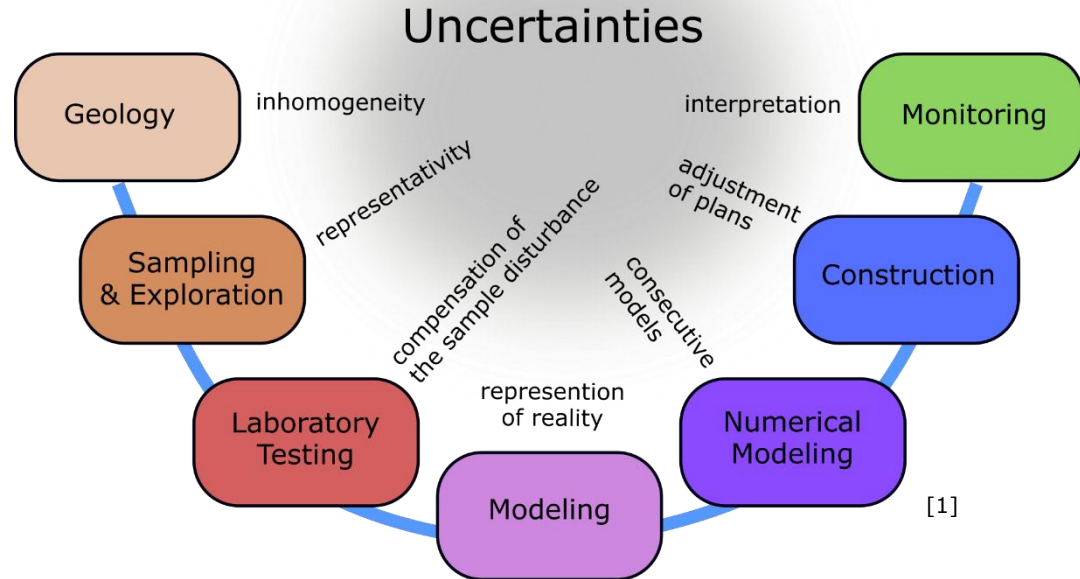 Uncertainties
Geology
inhomogeneity
interpretation
Monitoring
representativity
adjustment
of plans
Sampling
& Exploration
compensation of
the sample disturbance
consecutive
models
Construction
represention
of reality
Laboratory
Testing
Numerical
Modeling
Modeling
[1]